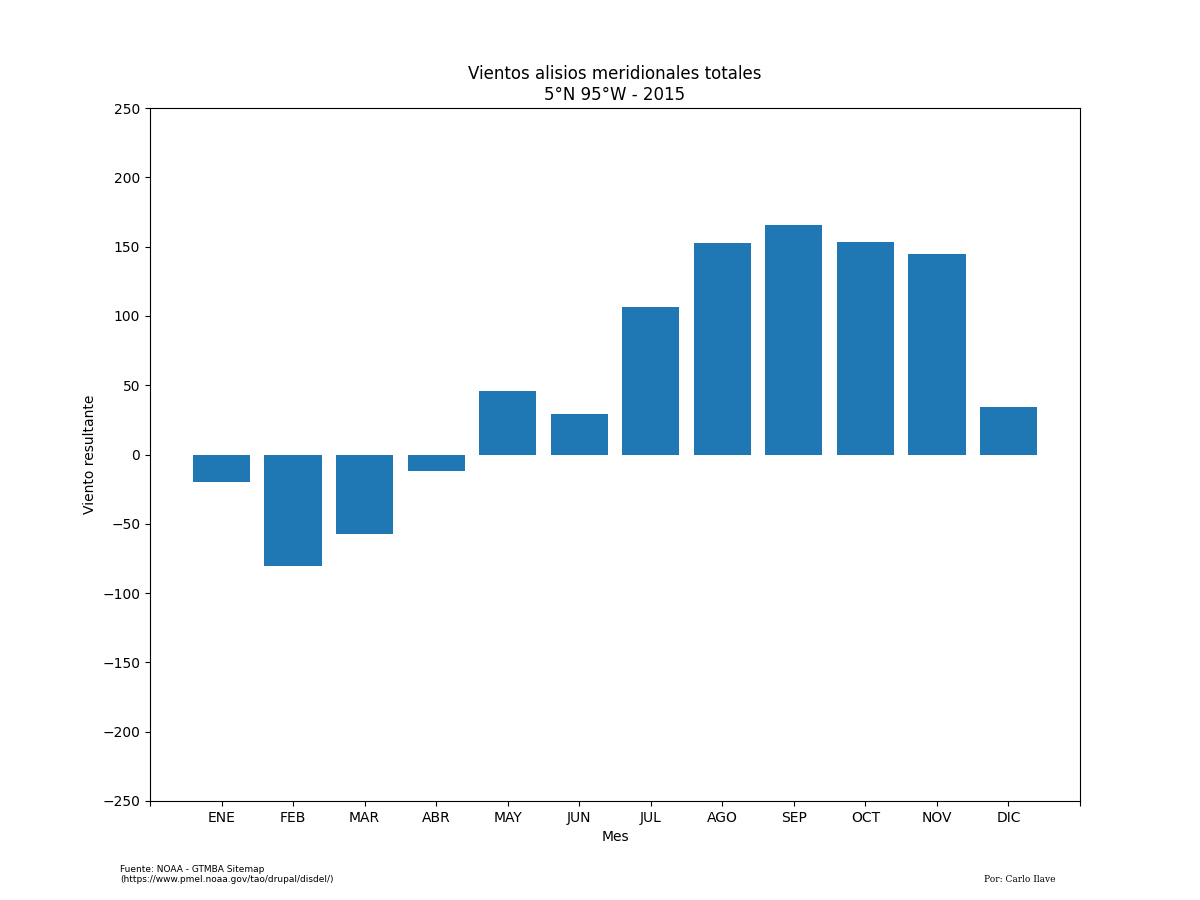 Vientos alisios meridionales totales
5°N 95°W - 2015
250
200
150
100
50
0
−50
−100
−150
−200
−250
Viento resultante
ENE FEB MAR ABR MAY JUN JUL AGO SEP OCT NOV DIC
Mes
Fuente: NOAA - GTMBA Sitemap
(https://www.pmel.noaa.gov/tao/drupal/disdel/)
Por: Carlo Ilave